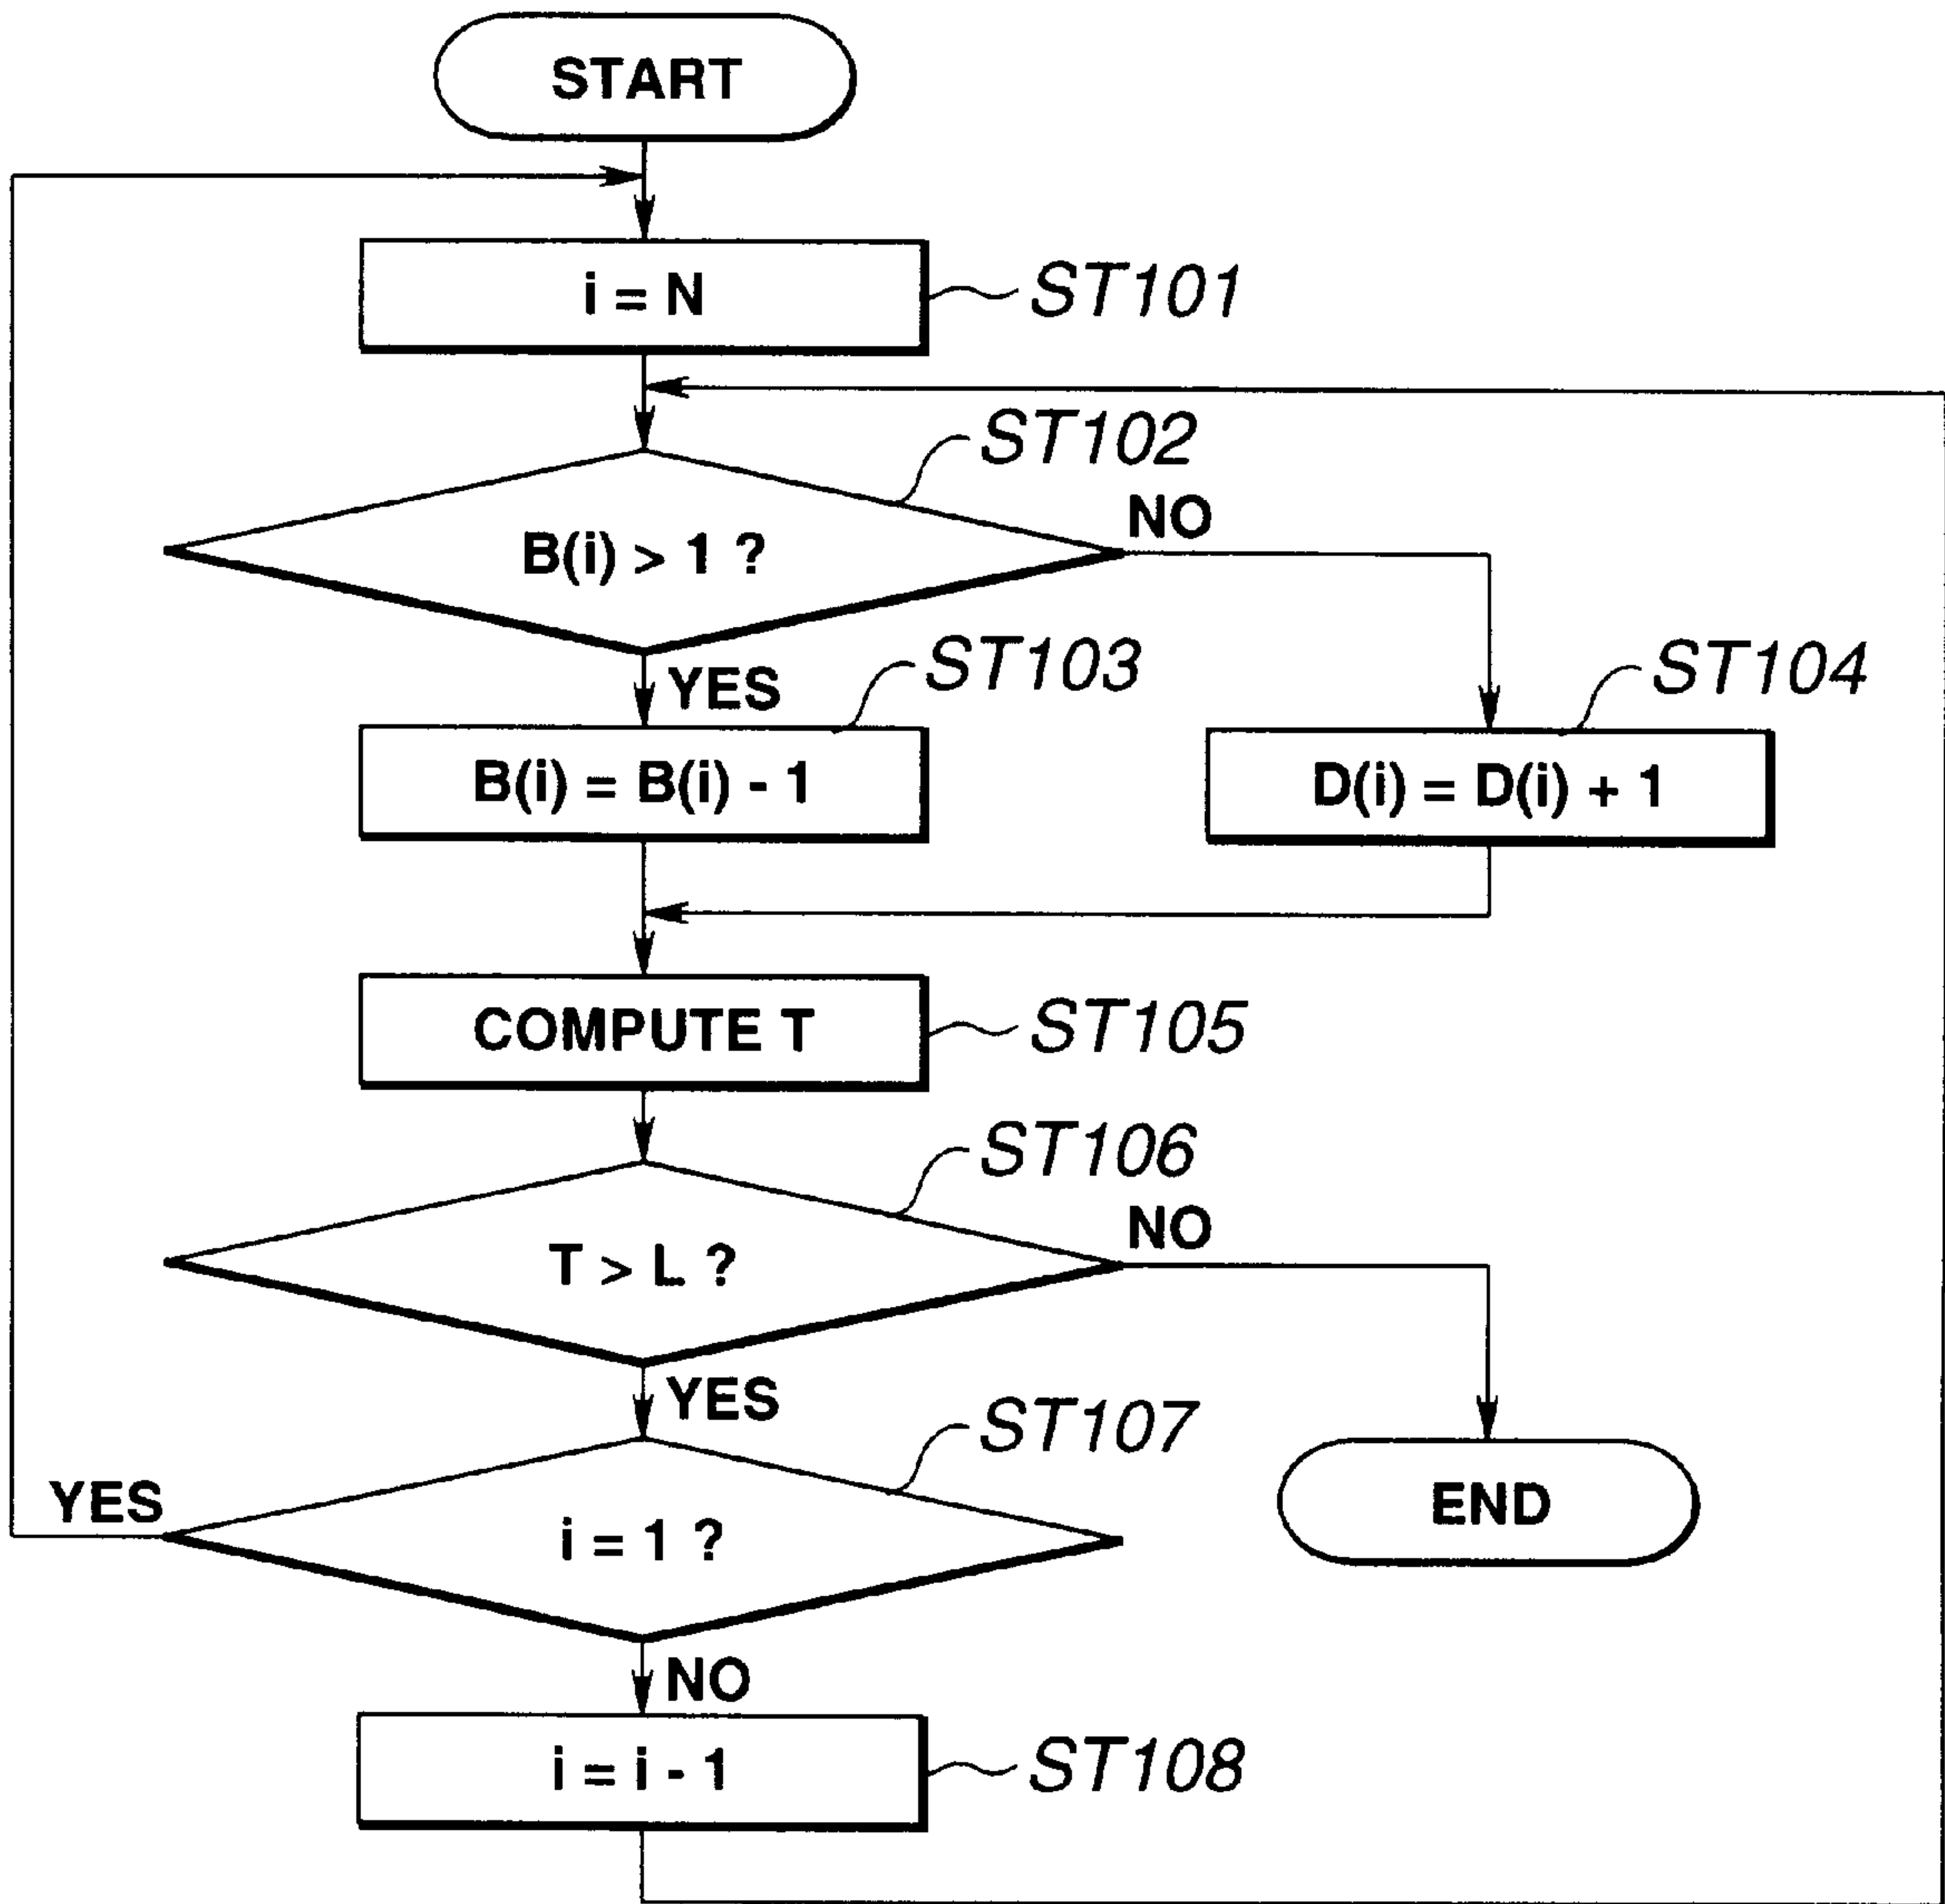 START
i = N
ST101
ST102
B(i) > 1 ?
NO
YES
ST103
ST104
B(i) = B(i) - 1
D(i) = D(i) + 1
COMPUTE T
ST105
ST106
T > L ?
NO
YES
ST107
YES
i = 1 ?
END
NO
i = i - 1
ST108